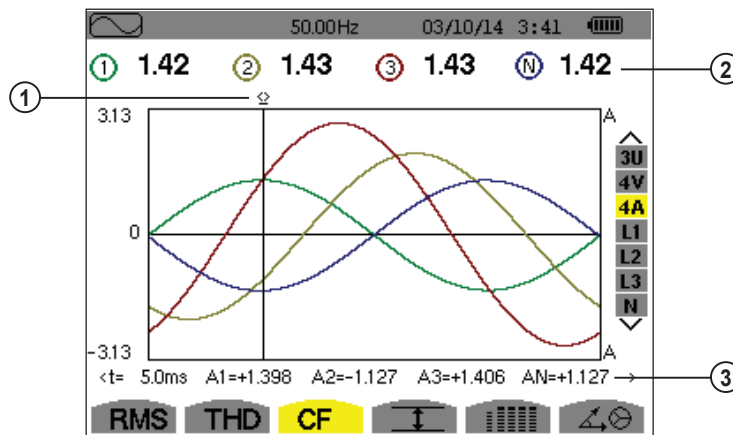 50.00Hz 03/10/14 3:41
1 1.42 2 1.43 3 1.43 N 1.42
2
1
3.13 A
3U
4V
4A
0
L1
L2
L3
N
-3.13 A
<t= 5.0ms A1=+1.398 A2=-1.127 A3=+1.406 AN=+1.127 →
3
RMS THD CF